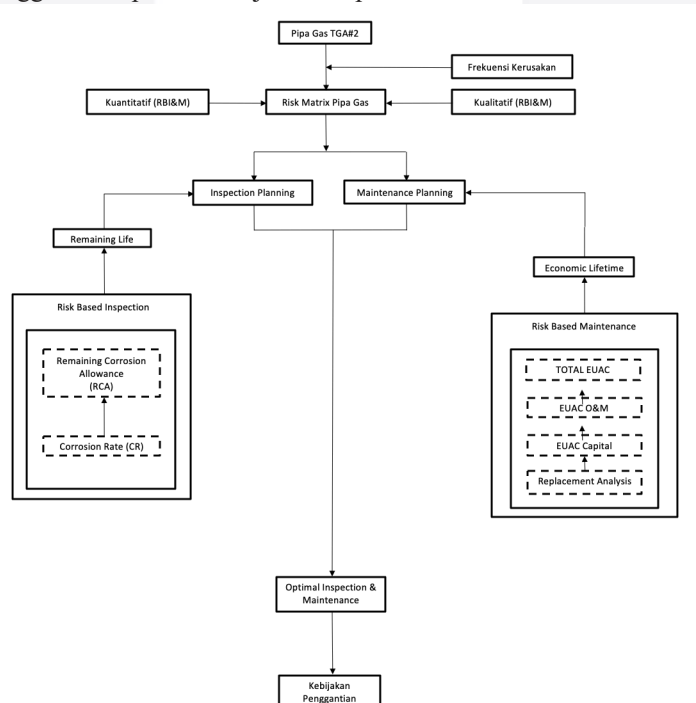 Pipa Gas TGA#2
Frekuensi Kerusakan
Kuantitatif (RBI&M)
Risk Matrix Pipa Gas
Kualitatif (RBI&M)
Inspection Planning
Maintenance Planning
Remaining Life
Economic Lifetime
Risk Based Inspection
Remaining Corrosion
Allowance
(RCA)
Corrosion Rate (CR)
Risk Based Maintenance
TOTAL EUAC
EUAC O&M
EUAC Capital
Replacement Analysis
Optimal Inspection &
Maintenance
Kebijakan
Penggantian